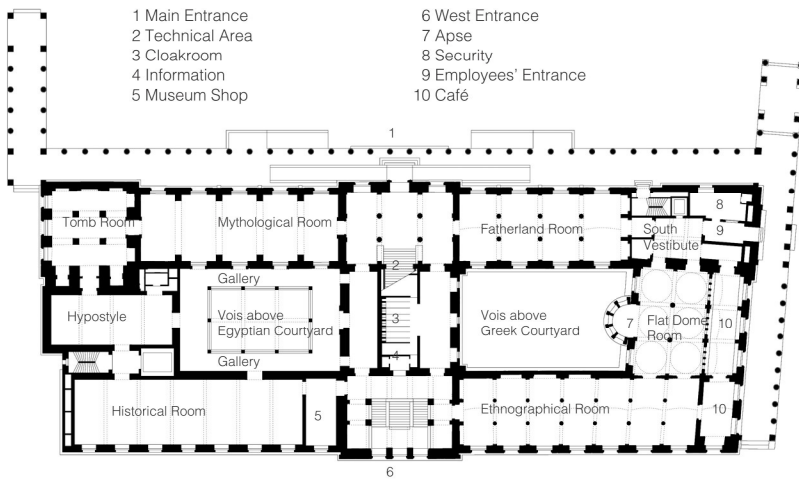 1 Main Entrance
2 Technical Area
3 Cloakroom
4 Information
5 Museum Shop
6 West Entrance
7 Apse
8 Security
9 Employees' Entrance
10 Café
1
Tomb Room
Mythological Room
Fatherland Room
South
Vestibute
8
9
2
Gallery
Hypostyle
Vois above
Egyptian Courtyard
Gallery
3
4
Vois above
Greek Courtyard
7
Flat Dome
Room
10
Historical Room
5
Ethnographical Room
10
6